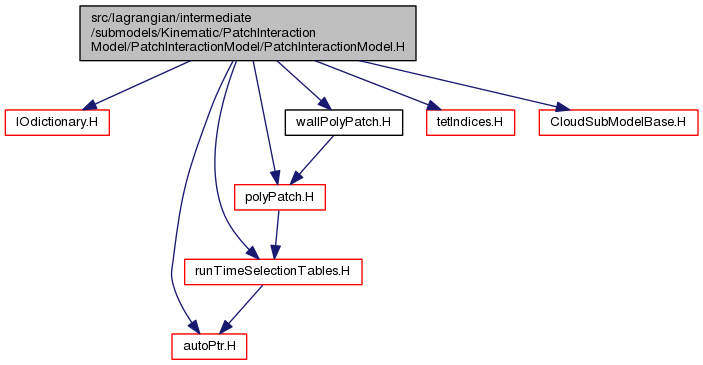 src/lagrangian/intermediate
/submodels/Kinematic/PatchInteraction
Model/PatchInteractionModel/PatchInteractionModel.H
IOdictionary.H
wallPolyPatch.H
tetIndices.H
CloudSubModelBase.H
polyPatch.H
runTimeSelectionTables.H
autoPtr.H